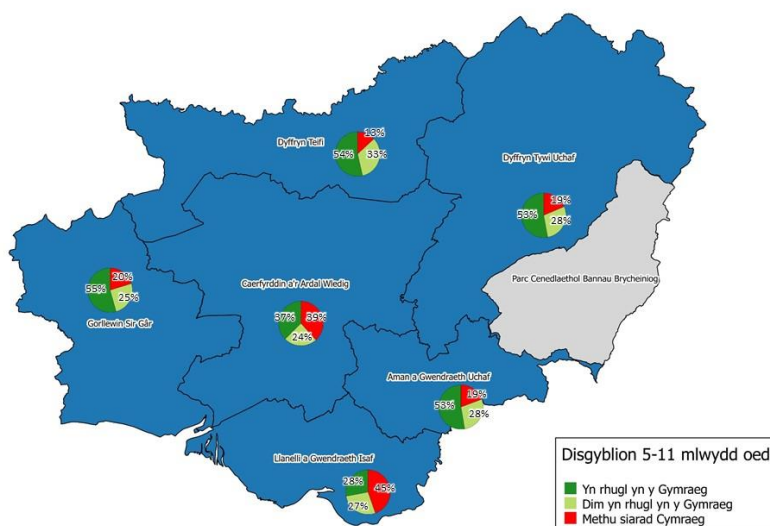 Dyffryn Teifi
13%
54%
33%
Dyffryn Tywi Uchaf
19%
53%
28%
Parc Cenedlaethol Bannau Brycheiniog
20%
55%
25%
Gorllewin Sir Gâr
Caerfyrddin a'r Ardal Wledig
37%
39%
24%
Aman a Gwendraeth Uchaf
19%
53%
28%
Llanelli a Gwendraeth Isaf
28%
45%
27%
Disgyblion 5-11 mlwydd oed
Yn rhugl yn y Gymraeg
Dim yn rhugl yn y Gymraeg
Methu siarad Cymraeg